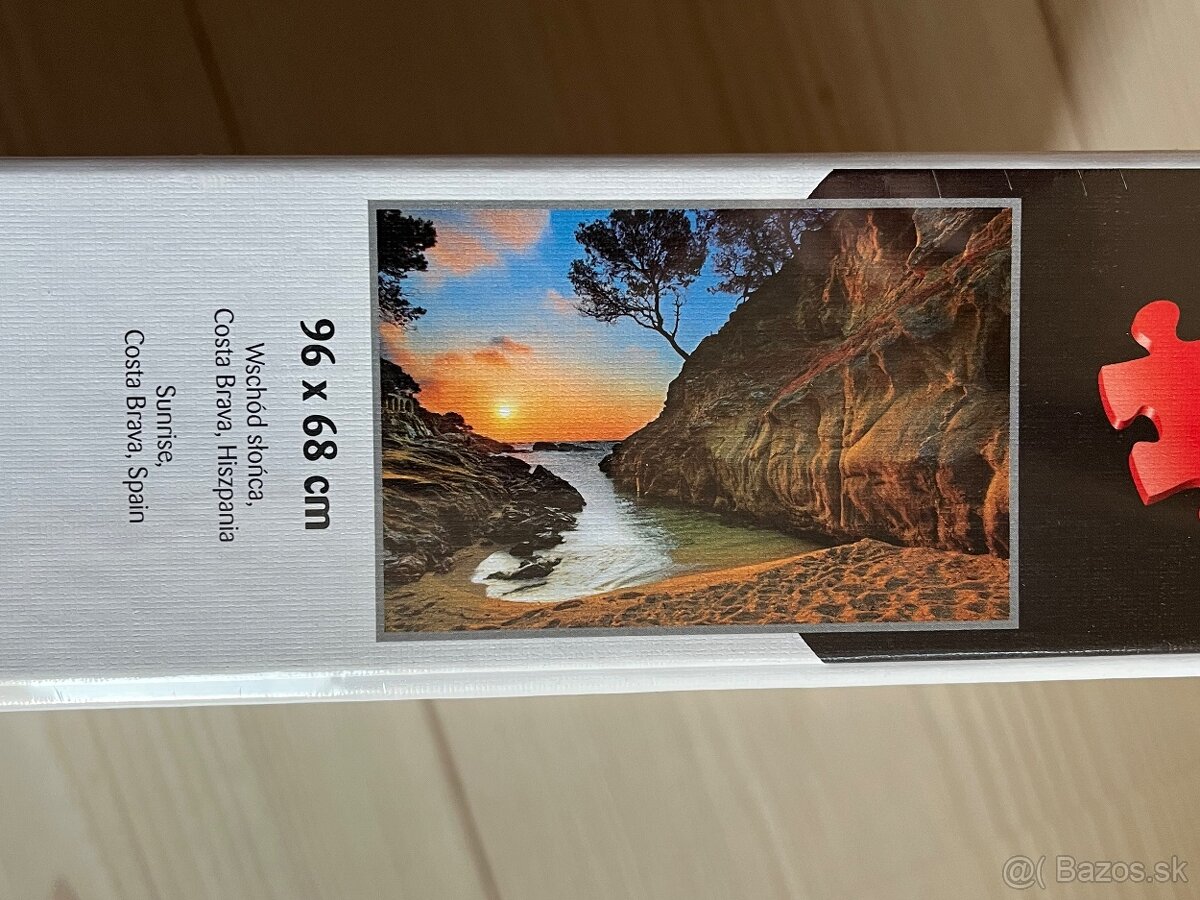 96 x 68 cm
Wschód słońca,
Costa Brava, Hiszpania
Sunrise,
Costa Brava, Spain
@( Bazos.sk